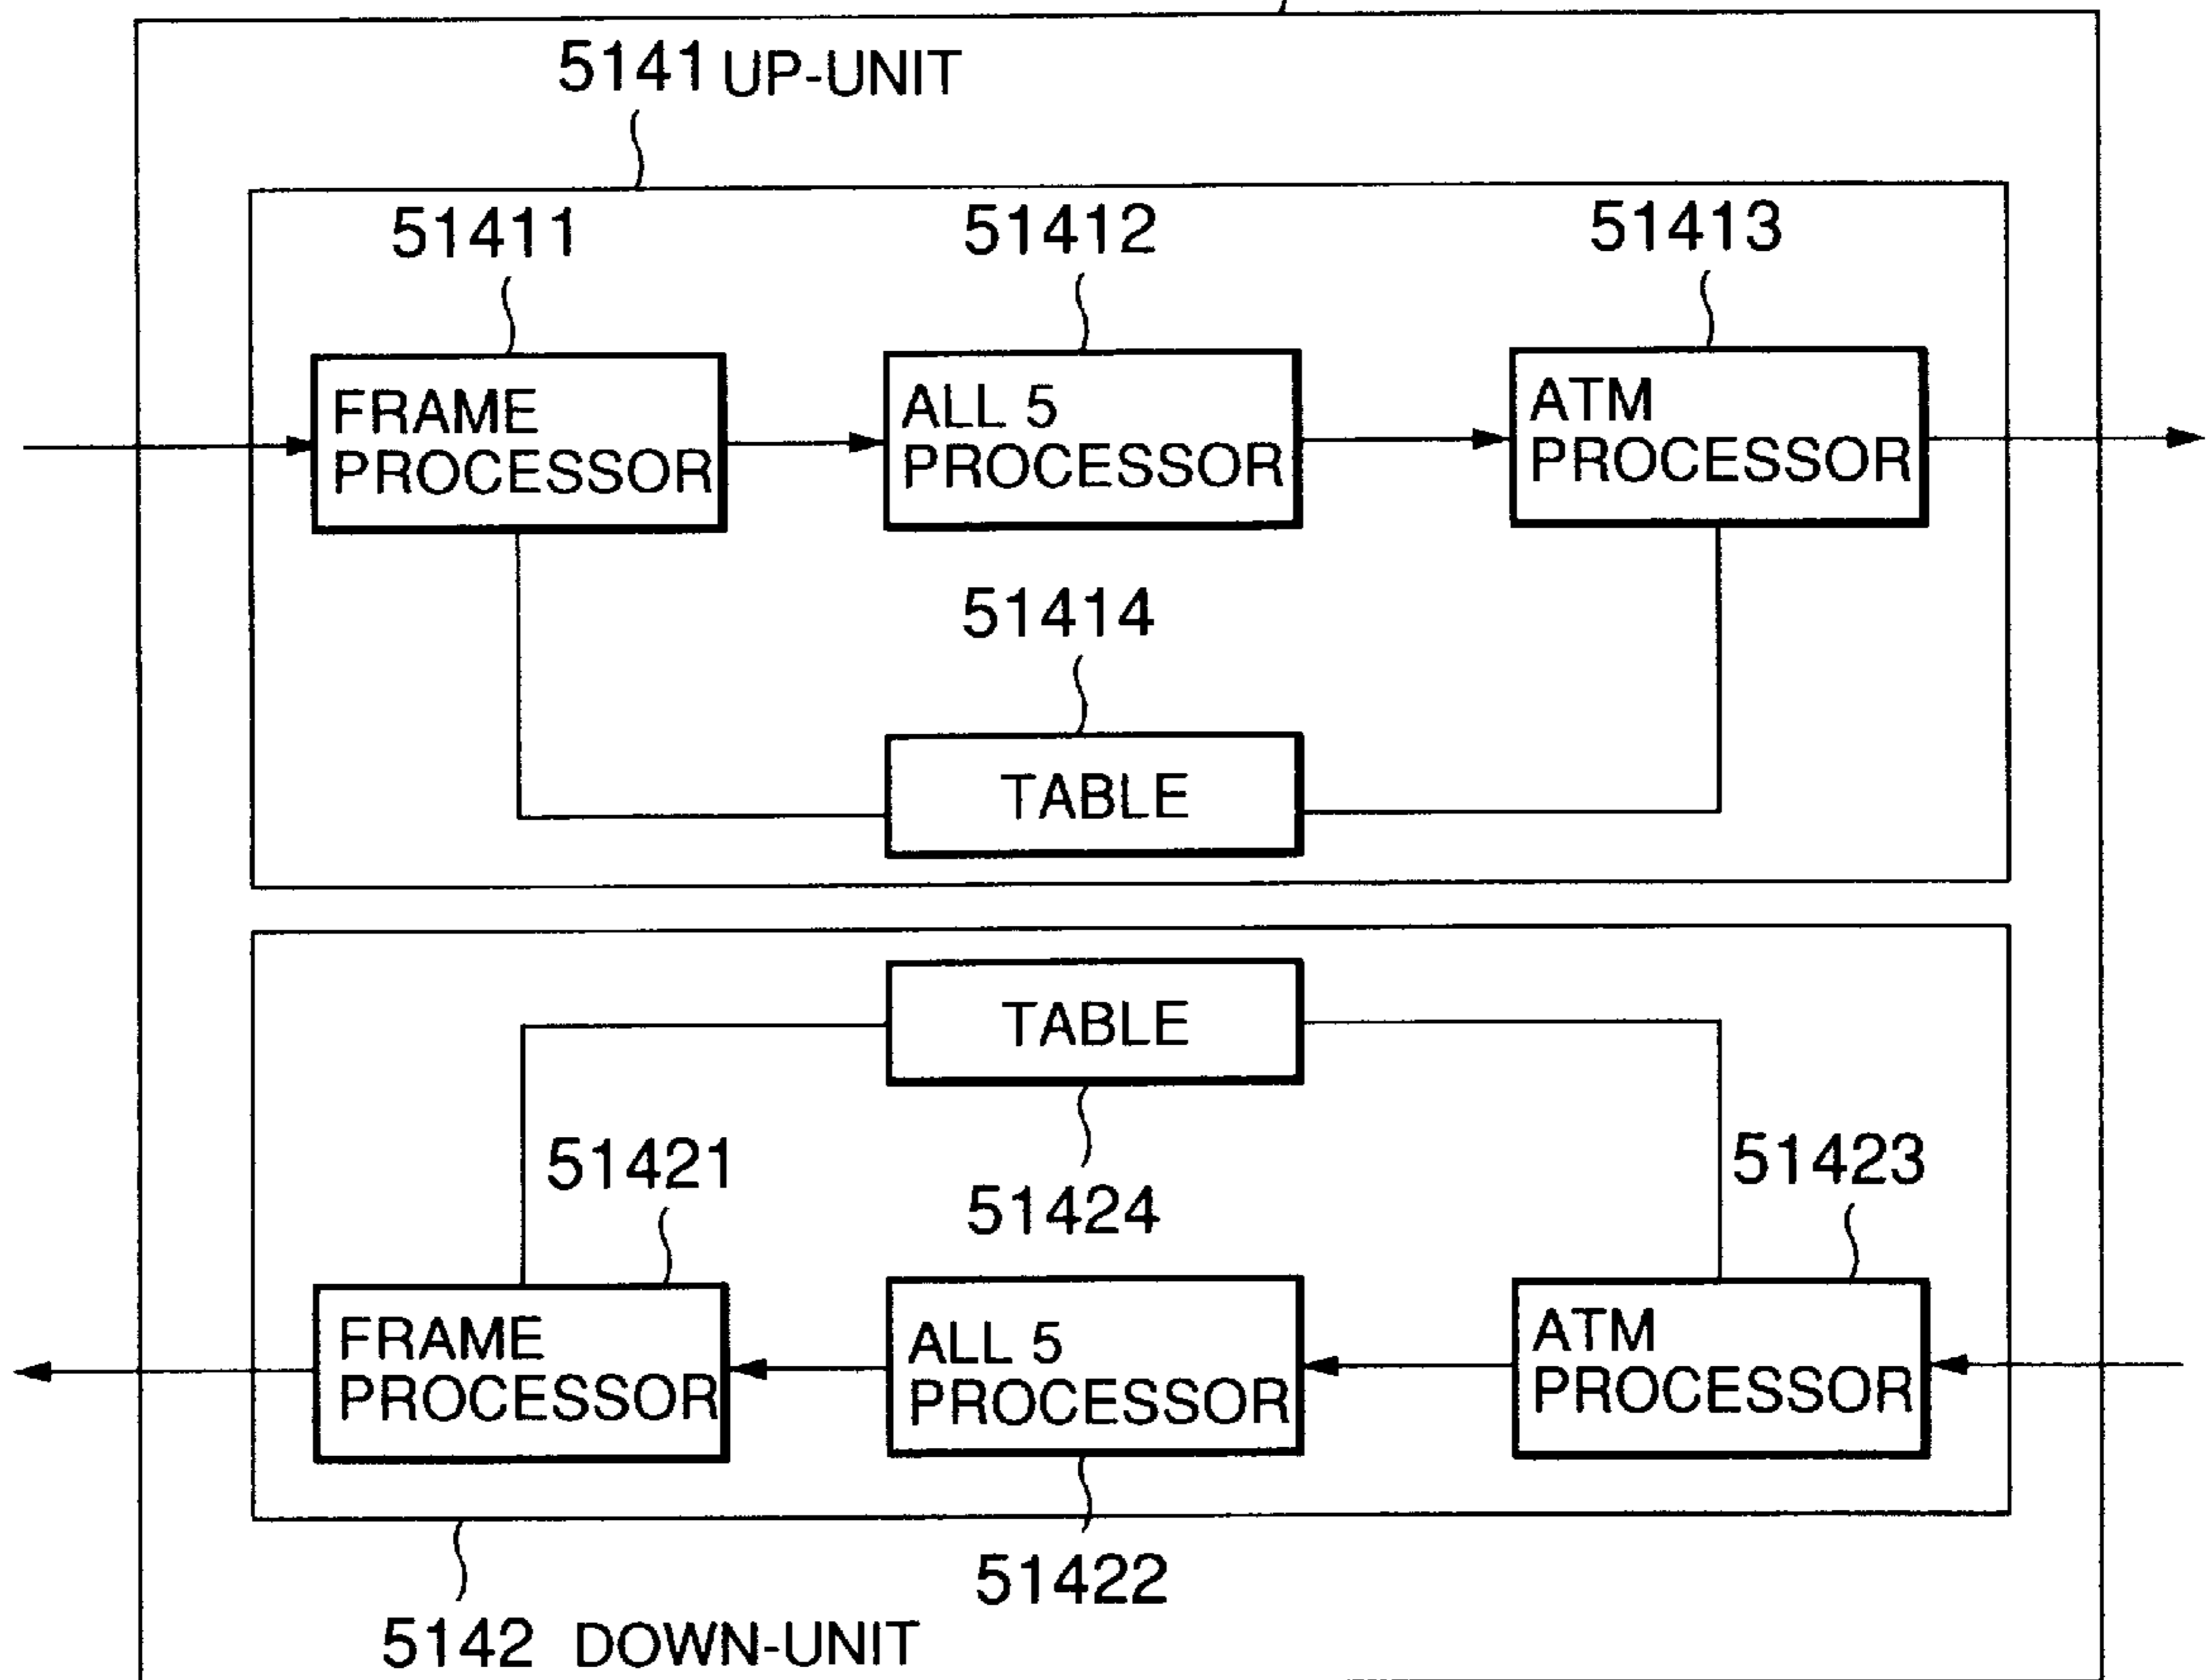 5141 UP-UNIT
51411
51412
51413
FRAME
PROCESSOR
ALL 5
PROCESSOR
ATM
PROCESSOR
51414
TABLE
TABLE
51421
51424
51423
FRAME
PROCESSOR
ALL 5
PROCESSOR
ATM
PROCESSOR
51422
5142 DOWN-UNIT